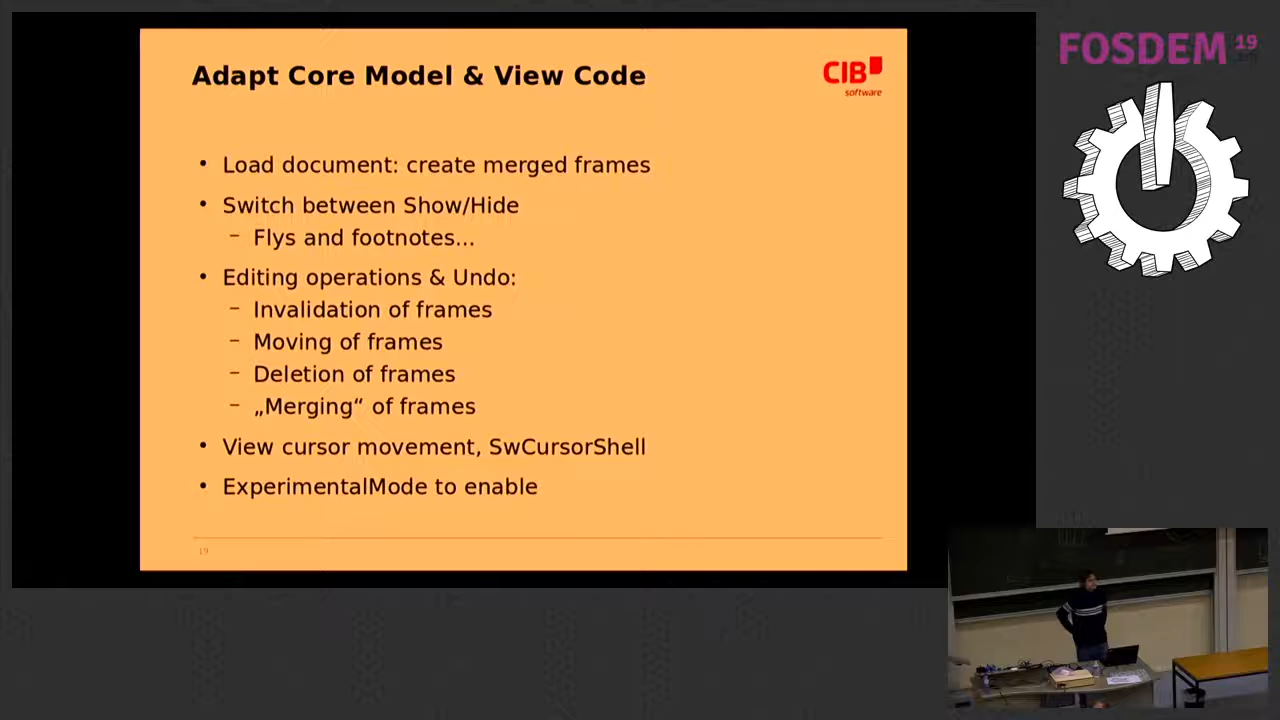 Adapt Core Model & View Code
CIB
software
• Load document: create merged frames
• Switch between Show/Hide
– Flys and footnotes...
• Editing operations & Undo:
– Invalidation of frames
– Moving of frames
– Deletion of frames
– „Merging“ of frames
• View cursor movement, SwCursorShell
• ExperimentalMode to enable
19
FOSDEM 19